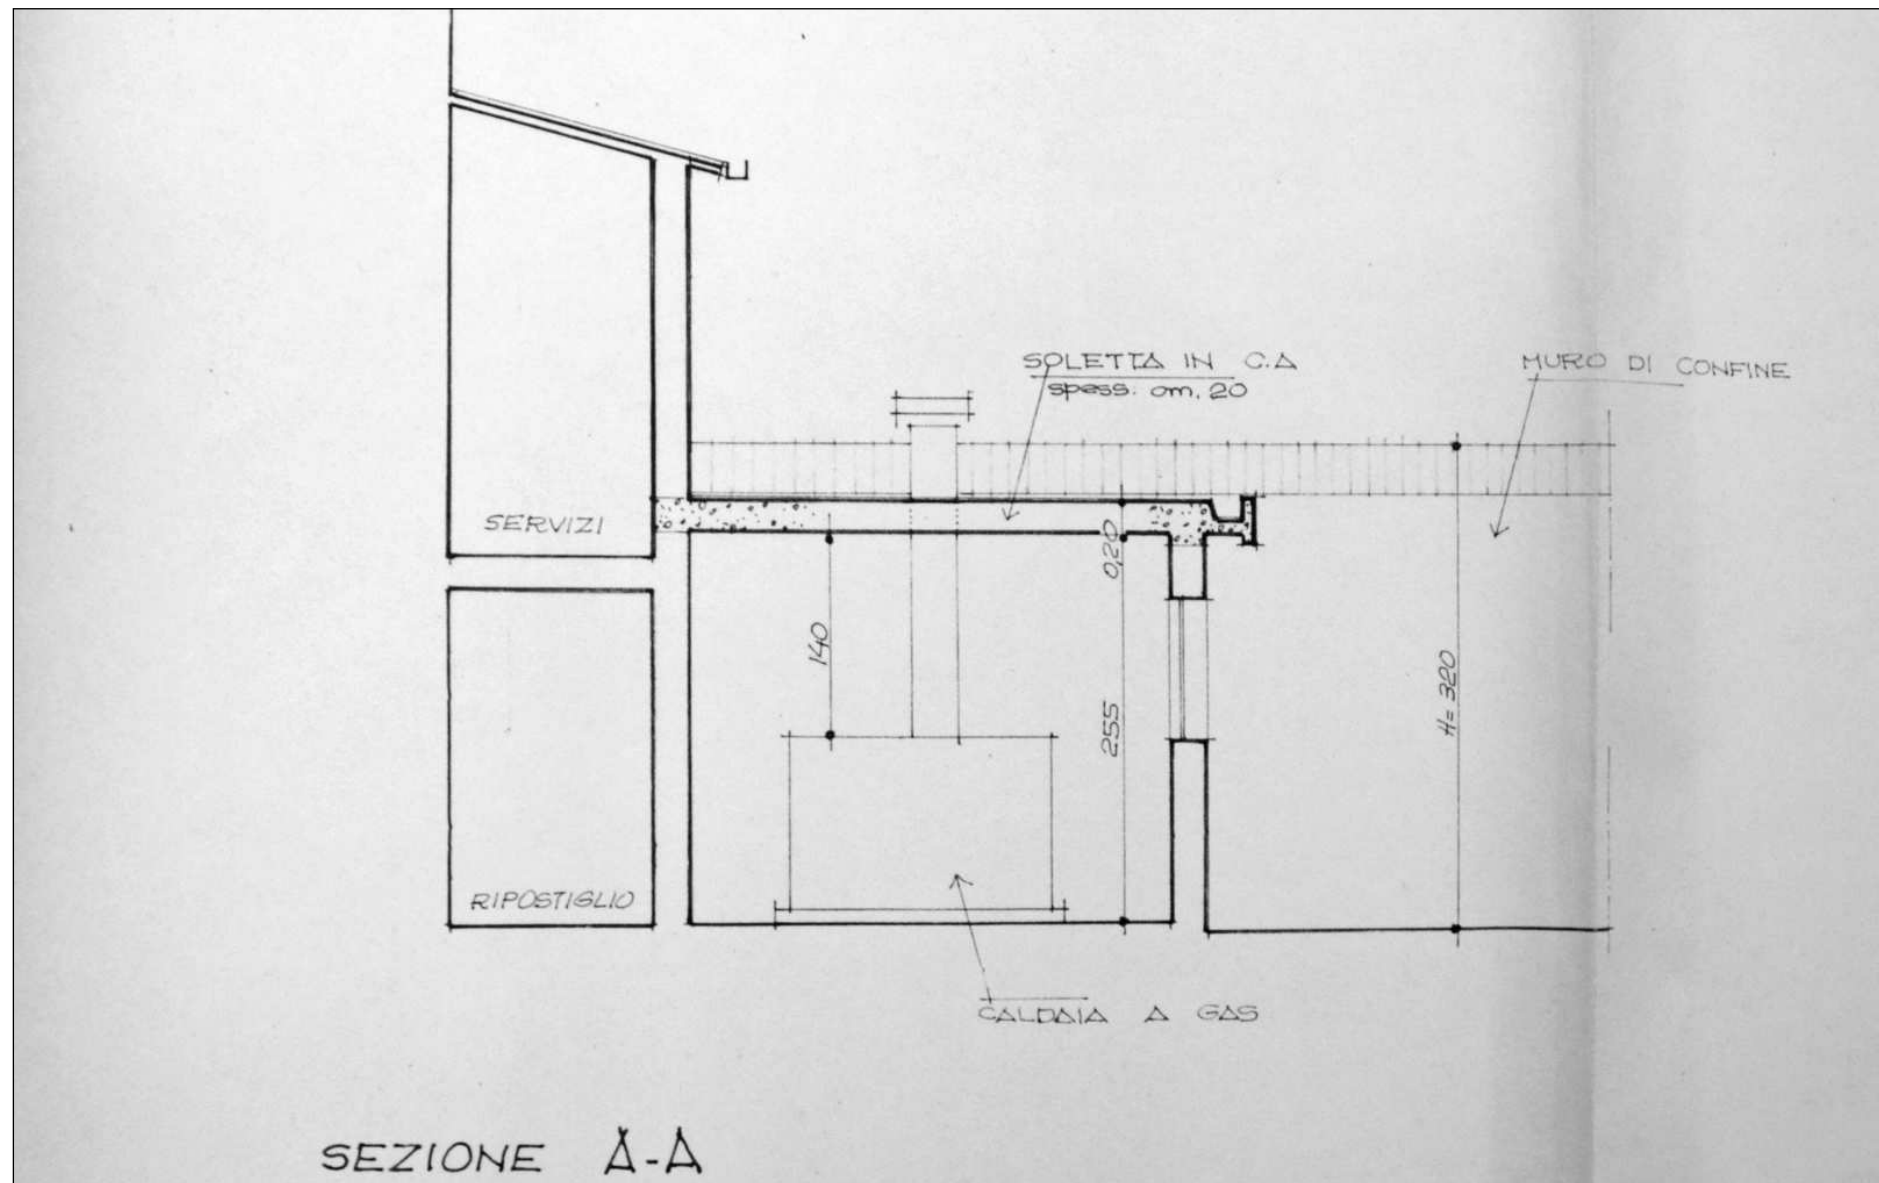 SOLETTA IN C.A
spess. cm. 20
MURO DI CONFINE
SERVIZI
0,20
140
255
H=320
RIPOSTIGLIO
CALDAIA A GAS
SEZIONE A-A